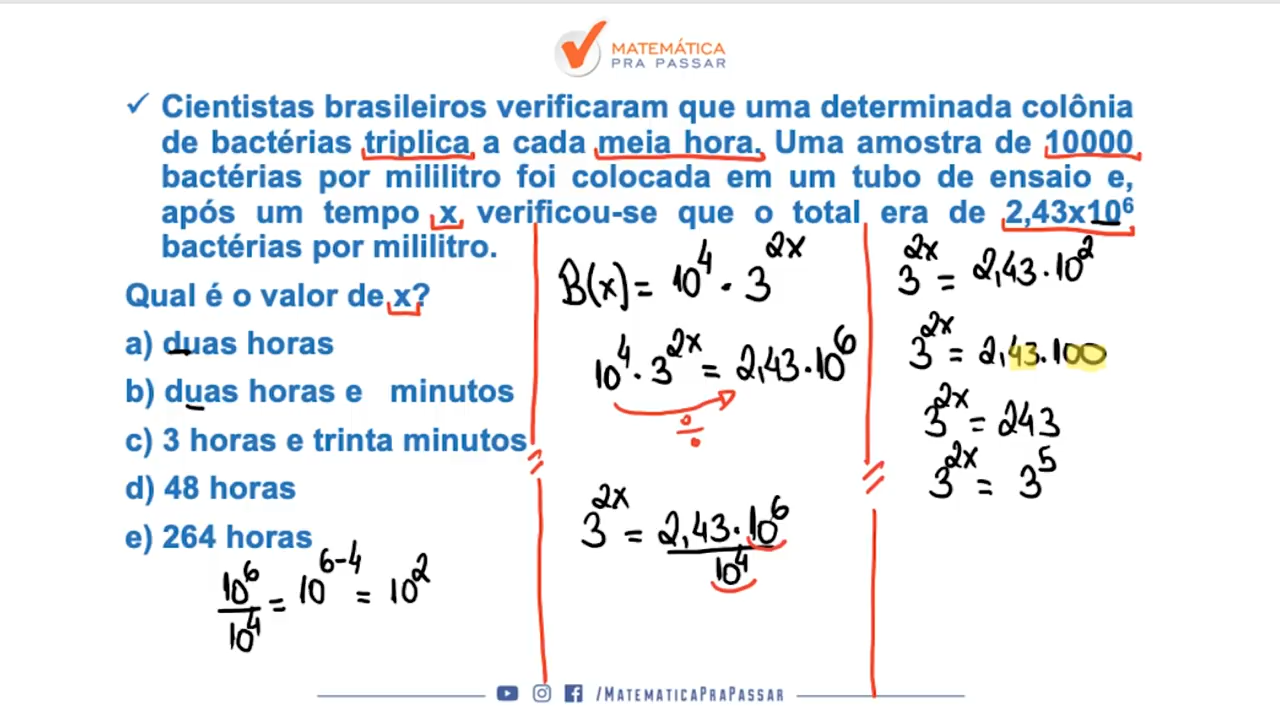 MATEMÁTICA
PRA PASSAR
✓ Cientistas brasileiros verificaram que uma determinada colônia
de bactérias triplica a cada meia hora. Uma amostra de 10000
bactérias por mililitro foi colocada em um tubo de ensaio e,
após um tempo x verificou-se que o total era de 2,43x10⁶
bactérias por mililitro.
Qual é o valor de x?
a) duas horas
b) duas horas e minutos
c) 3 horas e trinta minutos
d) 48 horas
e) 264 horas
10⁶/10⁴ = 10⁶⁻⁴ = 10²
B(x) = 10⁴ · 3²ˣ
10⁴ · 3²ˣ = 2,43 · 10⁶
÷
3²ˣ = 2,43 · 10⁶/10⁴
3²ˣ = 2,43 · 10²
3²ˣ = 2,43 · 100
3²ˣ = 243
3²ˣ = 3⁵
/MATEMATICAPRAPASSAR